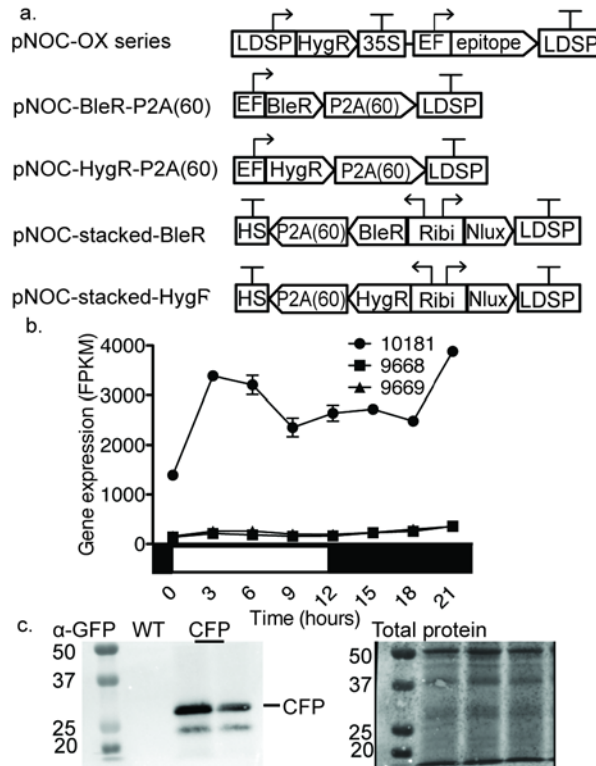 a.
pNOC-OX series
LDSP HygR 35S EF epitope LDSP
pNOC-BleR-P2A(60)
EF BleR P2A(60) LDSP
pNOC-HygR-P2A(60)
EF HygR P2A(60) LDSP
pNOC-stacked-BleR
HS P2A(60) BleR Ribi Nlux LDSP
pNOC-stacked-HygR
HS P2A(60) HygR Ribi Nlux LDSP
b.
Gene expression (FPKM)
4000
3000
2000
1000
0
10181
9668
9669
0 3 6 9 12 15 18 21
Time (hours)
c.
α-GFP WT CFP
50
37
25
20
CFP
Total protein
50
37
25
20